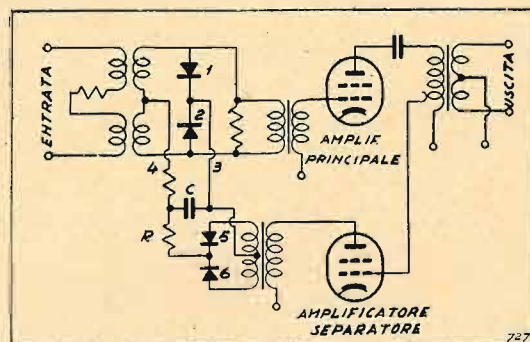 ENTRATA
1
2
3
4
C
R
5
6
AMPLIF.
PRINCIPALE
USCITA
AMPLIFICATORE
SEPARATORE
727